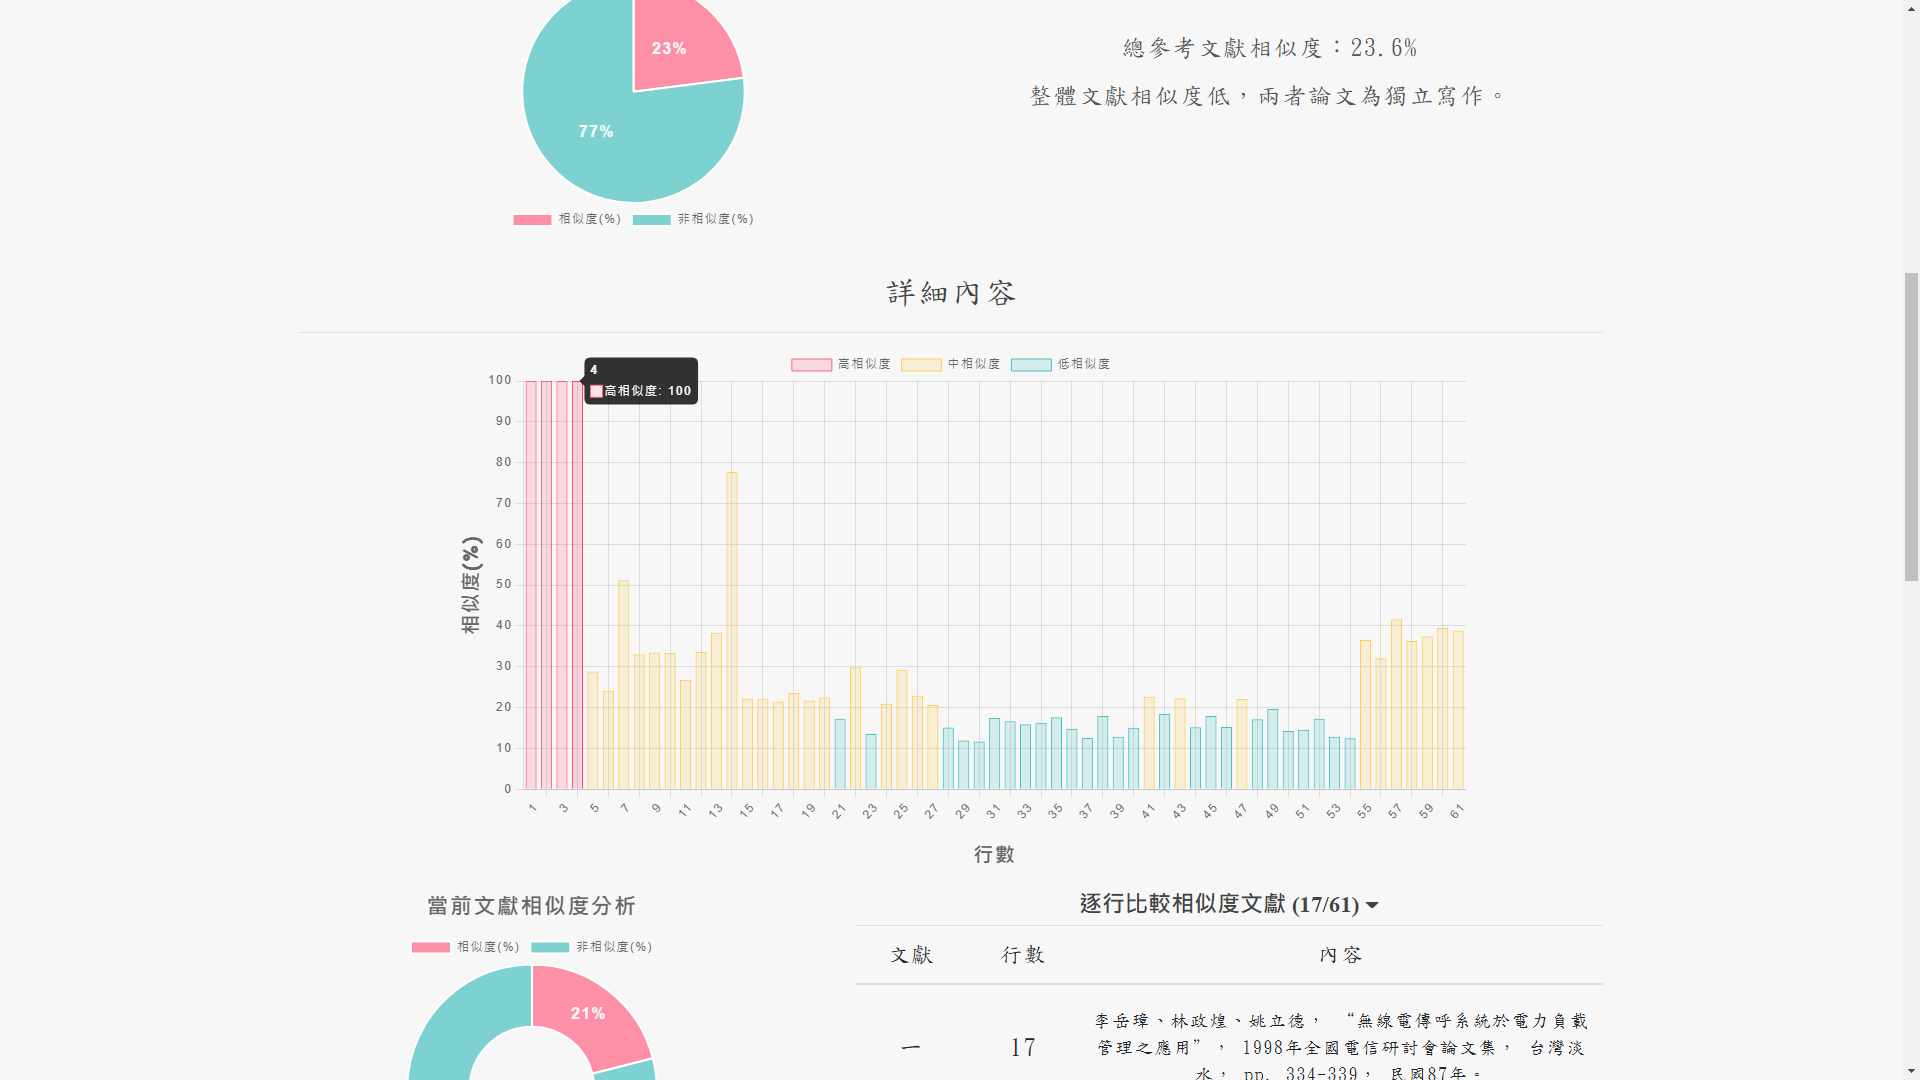 23%
77%
相似度(%) 非相似度(%)
總參考文獻相似度：23.6%
整體文獻相似度低，兩者論文為獨立寫作。
詳細內容
高相似度 中相似度 低相似度
4
高相似度: 100
相似度(%)
100
90
80
70
60
50
40
30
20
10
0
1 3 5 7 9 11 13 15 17 19 21 23 25 27 29 31 33 35 37 39 41 43 45 47 49 51 53 55 57 59 61
行數
當前文獻相似度分析
相似度(%) 非相似度(%)
21%
逐行比較相似度文獻 (17/61)
文獻 行數 內容
一 17 李岳璋、林政煌、姚立德， “無線電傳呼系統於電力負載
管理之應用”， 1998年全國電信研討會論文集， 台灣淡
水， pp. 334-339， 民國87年。